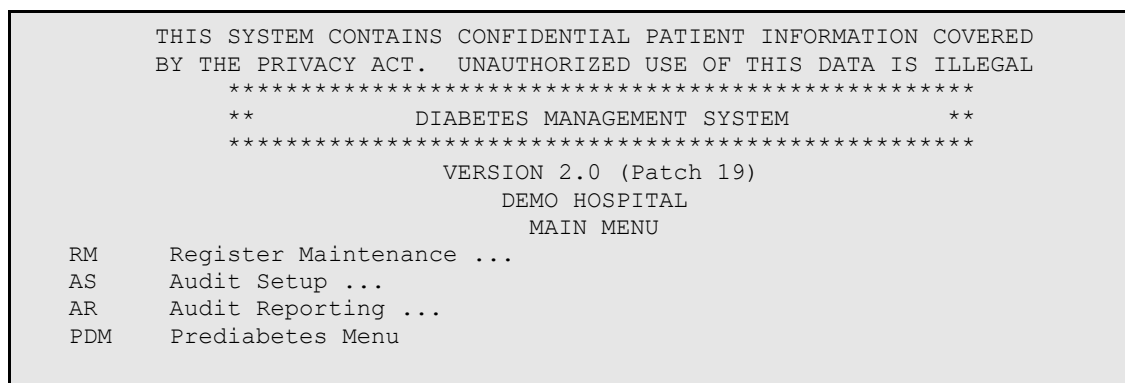 THIS SYSTEM CONTAINS CONFIDENTIAL PATIENT INFORMATION COVERED
BY THE PRIVACY ACT.  UNAUTHORIZED USE OF THIS DATA IS ILLEGAL
****************************************************
**           DIABETES MANAGEMENT SYSTEM           **
****************************************************
VERSION 2.0 (Patch 19)
DEMO HOSPITAL
MAIN MENU
RM     Register Maintenance ...
AS     Audit Setup ...
AR     Audit Reporting ...
PDM    Prediabetes Menu